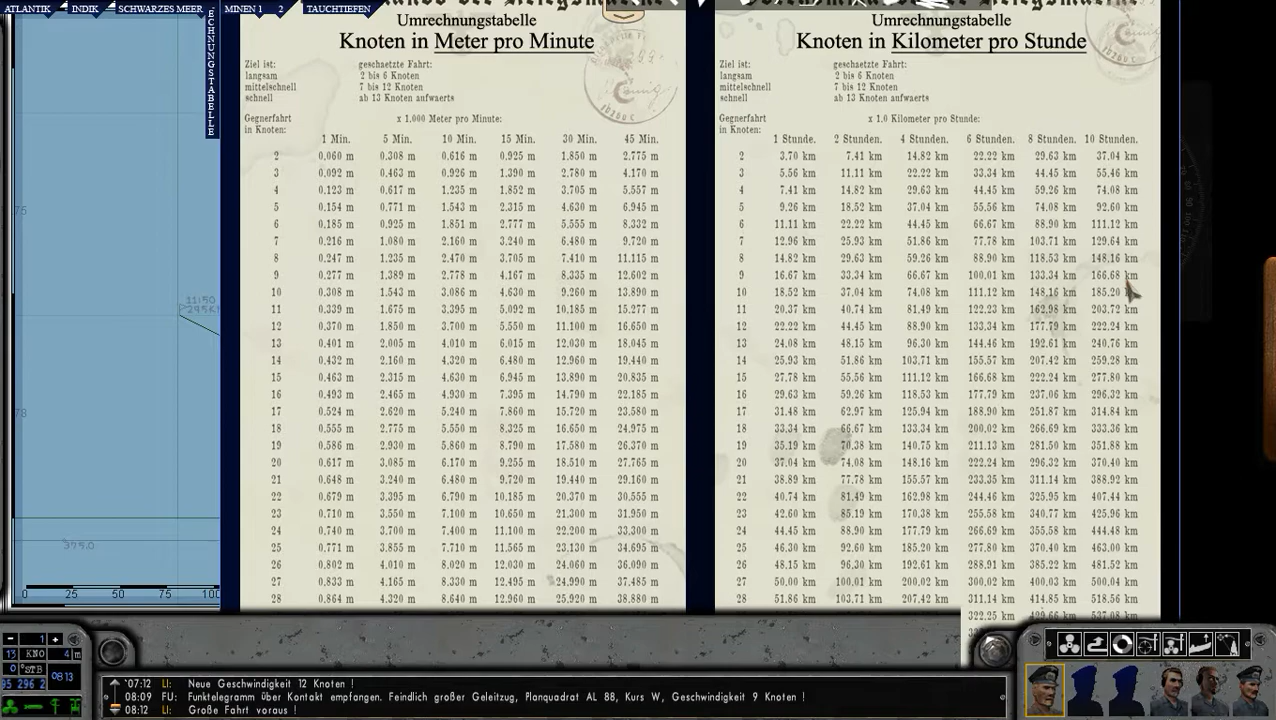 ATLANTIK INDIK SCHWARZES MEER MINEN 1 2 TAUCHTIEFEN
ECHNUNGSTABELLE
Umrechnungstabelle
Knoten in Meter pro Minute
Ziel ist: geschaetzte Fahrt:
langsam 2 bis 6 Knoten
mittelschnell 7 bis 12 Knoten
schnell ab 13 Knoten aufwaerts
Gegnerfahrt x 1.000 Meter pro Minute:
in Knoten:
1 Min. 5 Min. 10 Min. 15 Min. 30 Min. 45 Min.
2 0,060 m 0,308 m 0,616 m 0,925 m 1,850 m 2,775 m
3 0,092 m 0,463 m 0,926 m 1,390 m 2,780 m 4,170 m
4 0,123 m 0,617 m 1,235 m 1,852 m 3,705 m 5,557 m
5 0,154 m 0,771 m 1,543 m 2,315 m 4,630 m 6,945 m
6 0,185 m 0,925 m 1,851 m 2,777 m 5,555 m 8,332 m
7 0,216 m 1,080 m 2,160 m 3,240 m 6,480 m 9,720 m
8 0,247 m 1,235 m 2,470 m 3,705 m 7,410 m 11,115 m
9 0,277 m 1,389 m 2,778 m 4,167 m 8,335 m 12,602 m
10 0,308 m 1,543 m 3,086 m 4,630 m 9,260 m 13,890 m
11 0,339 m 1,675 m 3,395 m 5,092 m 10,185 m 15,277 m
12 0,370 m 1,850 m 3,700 m 5,550 m 11,100 m 16,650 m
13 0,401 m 2,005 m 4,010 m 6,015 m 12,030 m 18,045 m
14 0,432 m 2,160 m 4,320 m 6,480 m 12,960 m 19,440 m
15 0,463 m 2,315 m 4,630 m 6,945 m 13,890 m 20,835 m
16 0,493 m 2,465 m 4,930 m 7,395 m 14,790 m 22,185 m
17 0,524 m 2,620 m 5,240 m 7,860 m 15,720 m 23,580 m
18 0,555 m 2,775 m 5,550 m 8,325 m 16,650 m 24,975 m
19 0,586 m 2,930 m 5,860 m 8,790 m 17,580 m 26,370 m
20 0,617 m 3,085 m 6,170 m 9,255 m 18,510 m 27,765 m
21 0,648 m 3,240 m 6,480 m 9,720 m 19,440 m 29,160 m
22 0,679 m 3,395 m 6,790 m 10,185 m 20,370 m 30,555 m
23 0,710 m 3,550 m 7,100 m 10,650 m 21,300 m 31,950 m
24 0,740 m 3,700 m 7,400 m 11,100 m 22,200 m 33,300 m
25 0,771 m 3,855 m 7,710 m 11,565 m 23,130 m 34,695 m
26 0,802 m 4,010 m 8,020 m 12,030 m 24,060 m 36,090 m
27 0,833 m 4,165 m 8,330 m 12,495 m 24,990 m 37,485 m
28 0,864 m 4,320 m 8,640 m 12,960 m 25,920 m 38,880 m
Umrechnungstabelle
Knoten in Kilometer pro Stunde
Ziel ist: geschaetzte Fahrt:
langsam 2 bis 6 Knoten
mittelschnell 7 bis 12 Knoten
schnell ab 13 Knoten aufwaerts
Gegnerfahrt x 1.0 Kilometer pro Stunde:
in Knoten:
1 Stunde. 2 Stunden. 4 Stunden. 6 Stunden. 8 Stunden. 10 Stunden.
2 3,70 km 7,41 km 14,82 km 22,22 km 29,63 km 37,04 km
3 5,56 km 11,11 km 22,22 km 33,34 km 44,45 km 55,46 km
4 7,41 km 14,82 km 29,63 km 44,45 km 59,26 km 74,08 km
5 9,26 km 18,52 km 37,04 km 55,56 km 74,08 km 92,60 km
6 11,11 km 22,22 km 44,45 km 66,67 km 88,90 km 111,12 km
7 12,96 km 25,93 km 51,86 km 77,78 km 103,71 km 129,64 km
8 14,82 km 29,63 km 59,26 km 88,90 km 118,53 km 148,16 km
9 16,67 km 33,34 km 66,67 km 100,01 km 133,34 km 166,68 km
10 18,52 km 37,04 km 74,08 km 111,12 km 148,16 km 185,20 km
11 20,37 km 40,74 km 81,49 km 122,23 km 162,98 km 203,72 km
12 22,22 km 44,45 km 88,90 km 133,34 km 177,79 km 222,24 km
13 24,08 km 48,15 km 96,30 km 144,46 km 192,61 km 240,76 km
14 25,93 km 51,86 km 103,71 km 155,57 km 207,42 km 259,28 km
15 27,78 km 55,56 km 111,12 km 166,68 km 222,24 km 277,80 km
16 29,63 km 59,26 km 118,53 km 177,79 km 237,06 km 296,32 km
17 31,48 km 62,97 km 125,94 km 188,90 km 251,87 km 314,84 km
18 33,34 km 66,67 km 133,34 km 200,02 km 266,69 km 333,36 km
19 35,19 km 70,38 km 140,75 km 211,13 km 281,50 km 351,88 km
20 37,04 km 74,08 km 148,16 km 222,24 km 296,32 km 370,40 km
21 38,89 km 77,78 km 155,57 km 233,35 km 311,14 km 388,92 km
22 40,74 km 81,49 km 162,98 km 244,46 km 325,95 km 407,44 km
23 42,60 km 85,19 km 170,38 km 255,58 km 340,77 km 425,96 km
24 44,45 km 88,90 km 177,79 km 266,69 km 355,58 km 444,48 km
25 46,30 km 92,60 km 185,20 km 277,80 km 370,40 km 463,00 km
26 48,15 km 96,30 km 192,61 km 288,91 km 385,22 km 481,52 km
27 50,00 km 100,01 km 200,02 km 300,02 km 400,03 km 500,04 km
28 51,86 km 103,71 km 207,42 km 311,14 km 414,85 km 518,56 km
322,25 km 429,66 km 537,08 km
11:50
375.0
0 25 50 75 100
- 1 +
13 KNO 4 m
0 °STB
08:13
'07:12 LI: Neue Geschwindigkeit 12 Knoten !
08:09 FU: Funktelegramm über Kontakt empfangen. Feindlich großer Geleitzug, Planquadrat AL 88, Kurs W, Geschwindigkeit 9 Knoten !
08:12 LI: Große Fahrt voraus !